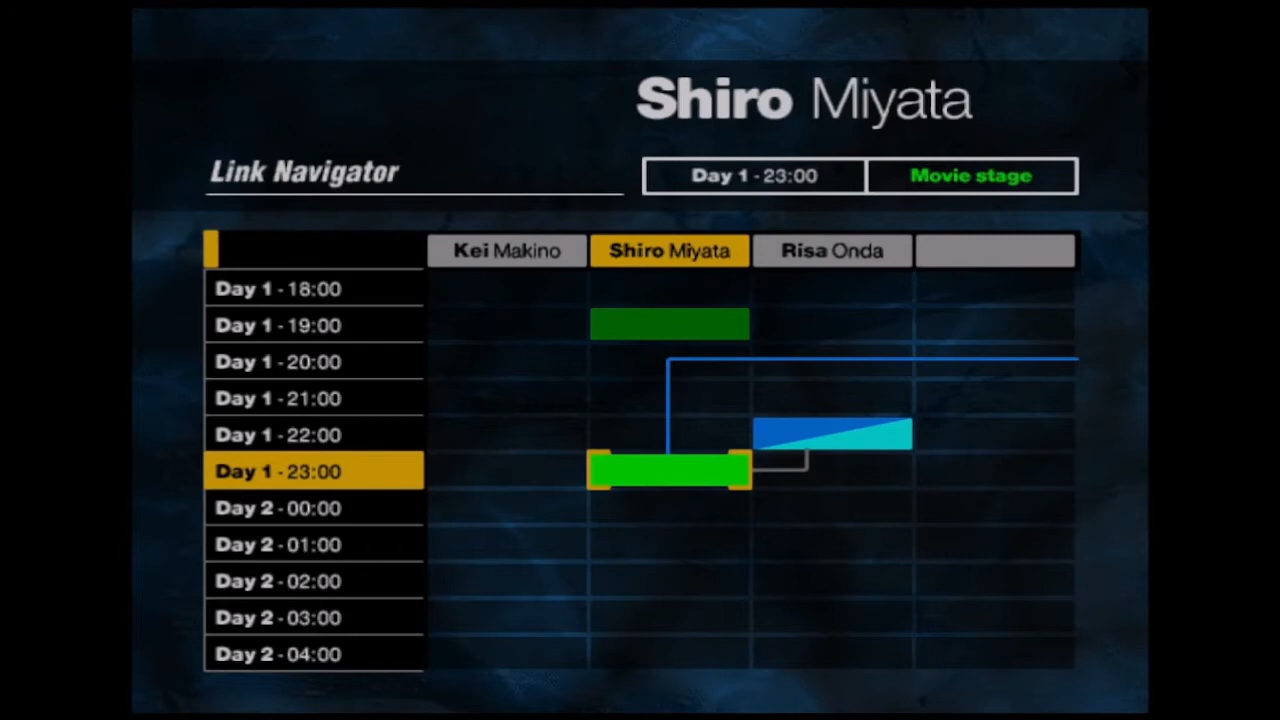 Shiro Miyata
Link Navigator
Day 1 - 23:00
Movie stage
Kei Makino
Shiro Miyata
Risa Onda
Day 1 - 18:00
Day 1 - 19:00
Day 1 - 20:00
Day 1 - 21:00
Day 1 - 22:00
Day 1 - 23:00
Day 2 - 00:00
Day 2 - 01:00
Day 2 - 02:00
Day 2 - 03:00
Day 2 - 04:00